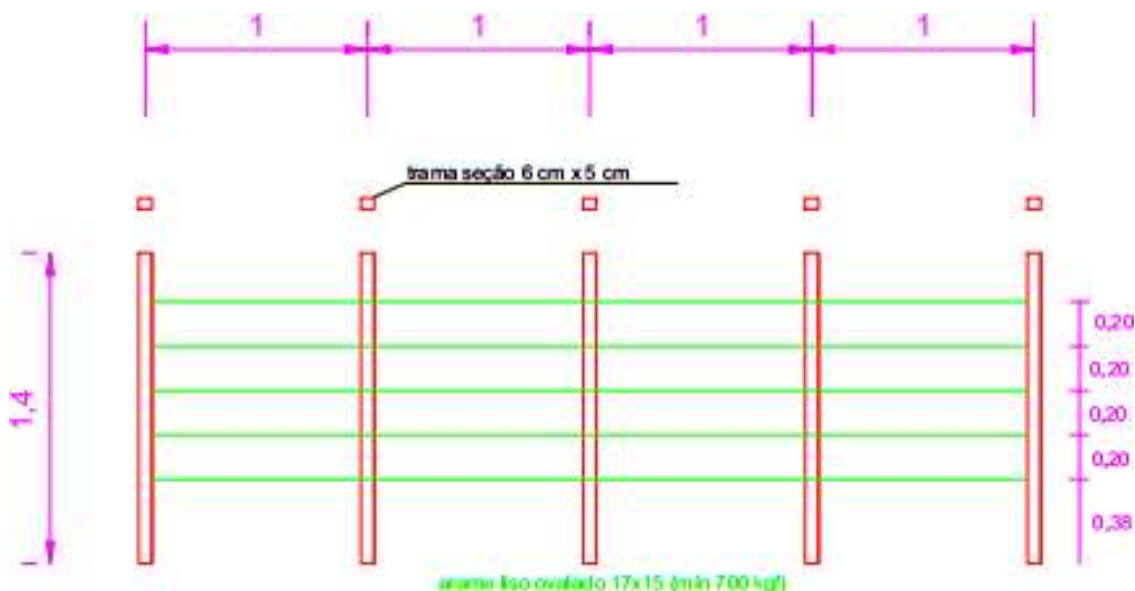 1 1 1 1
trama seção 6 cm x 5 cm
1,4
0,20
0,20
0,20
0,20
0,38
arame liso ovalado 17x15 (mín 700 kgf)